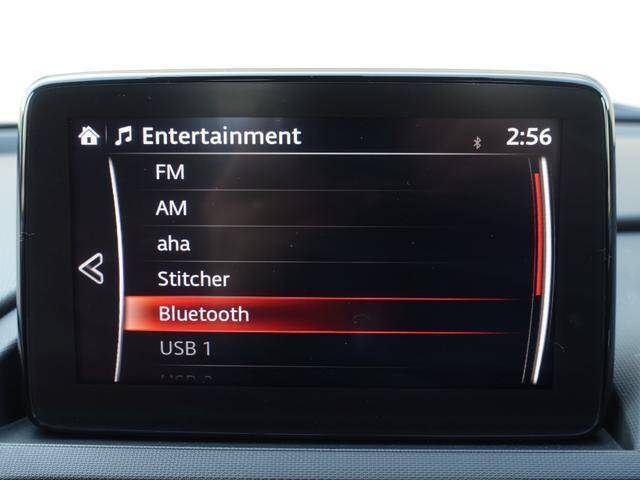 Entertainment 2:56
FM
AM
aha
Stitcher
Bluetooth
USB 1